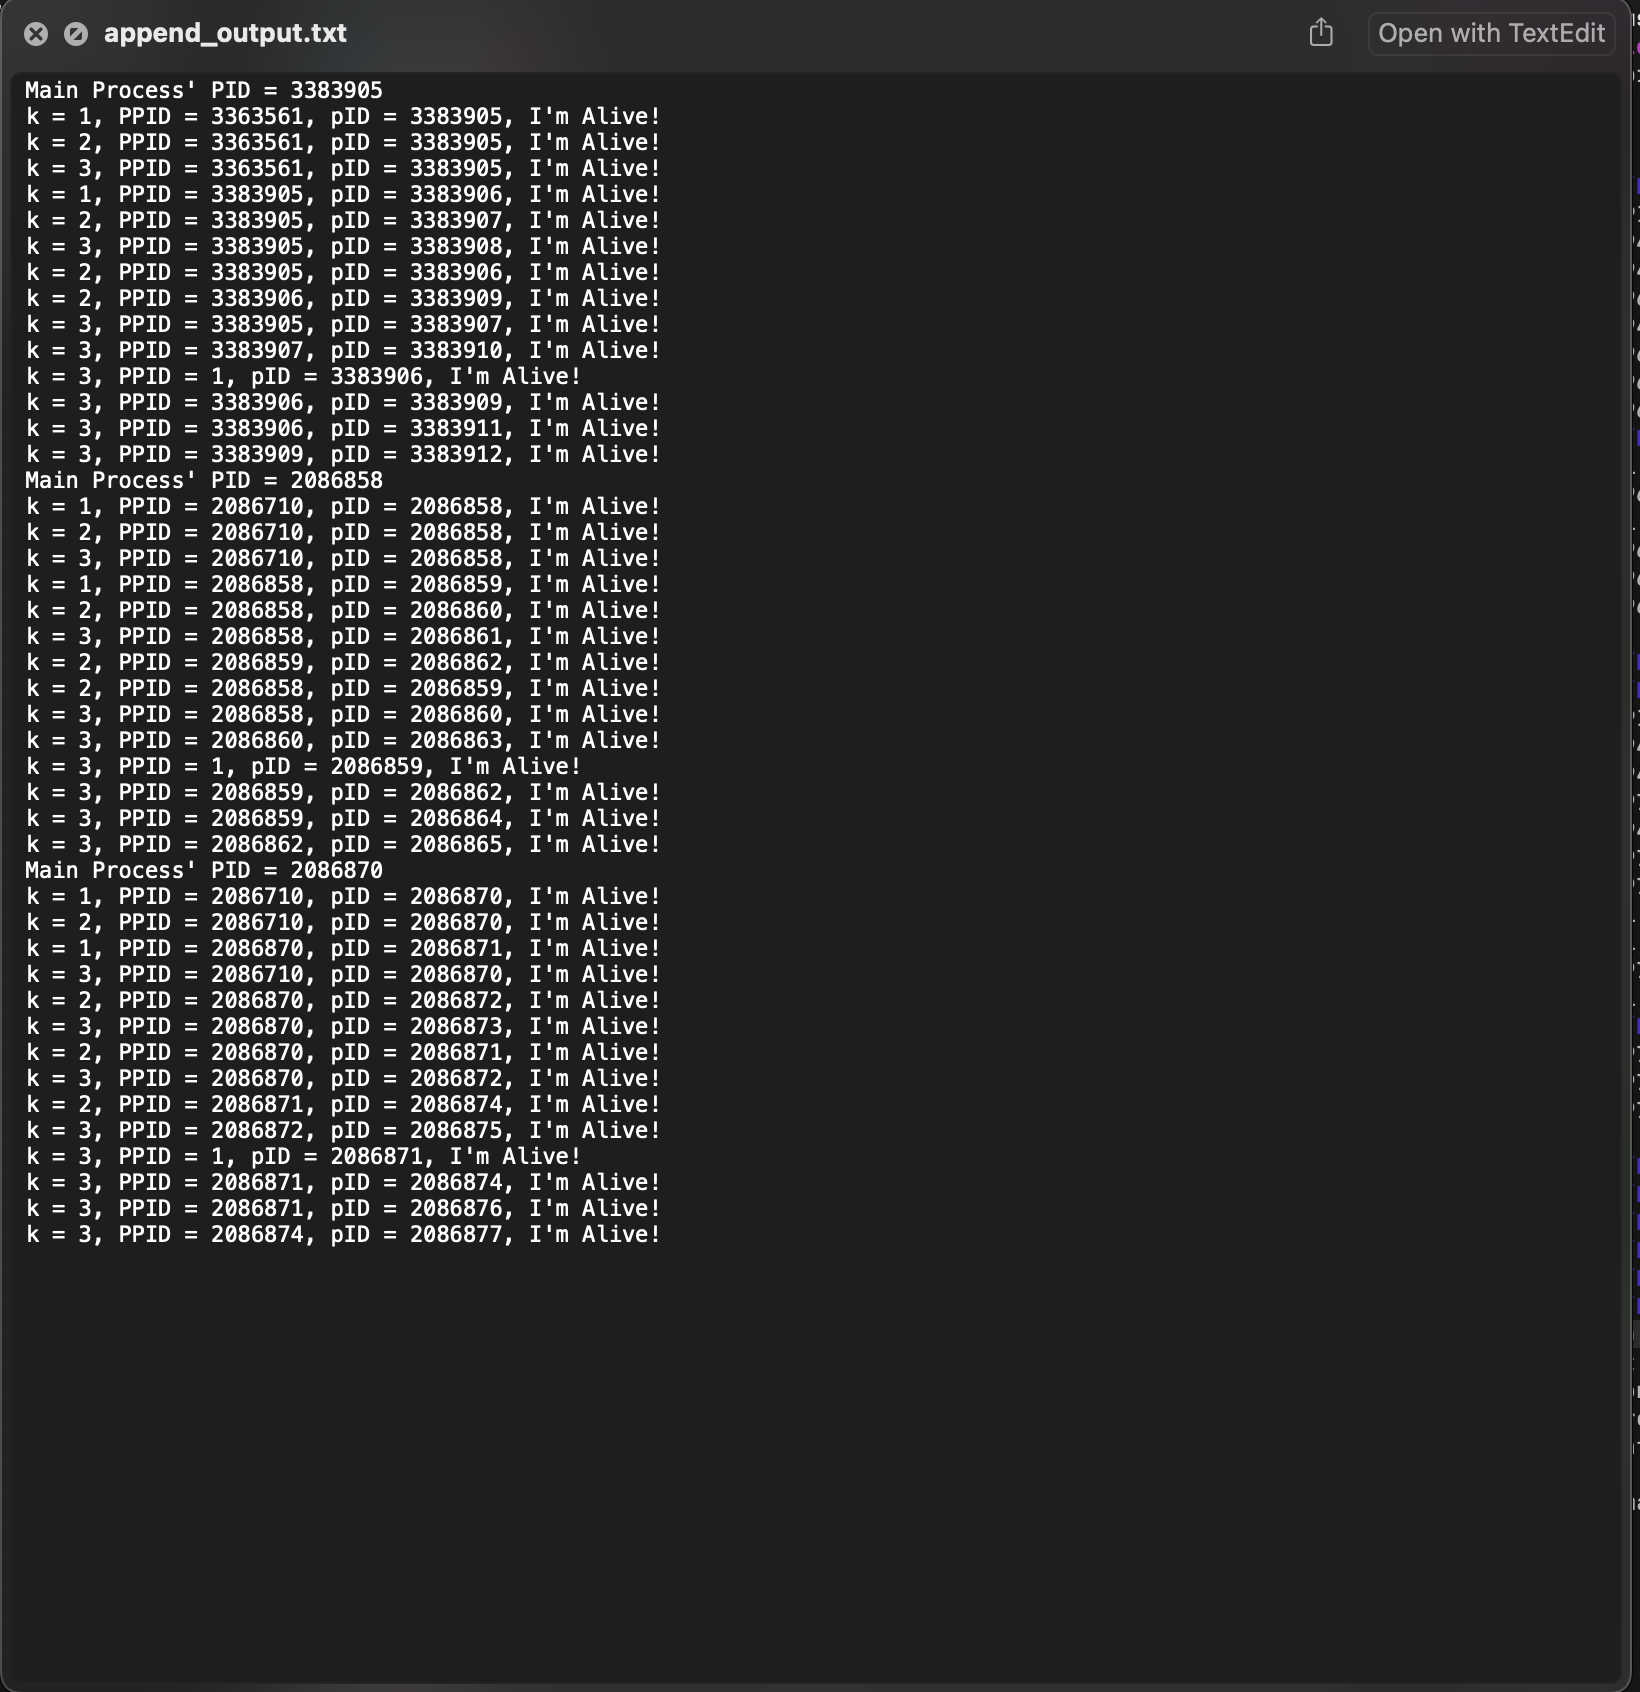 append_output.txt
Open with TextEdit
Main Process' PID = 3383905
k = 1, PPID = 3363561, pID = 3383905, I'm Alive!
k = 2, PPID = 3363561, pID = 3383905, I'm Alive!
k = 3, PPID = 3363561, pID = 3383905, I'm Alive!
k = 1, PPID = 3383905, pID = 3383906, I'm Alive!
k = 2, PPID = 3383905, pID = 3383907, I'm Alive!
k = 3, PPID = 3383905, pID = 3383908, I'm Alive!
k = 2, PPID = 3383905, pID = 3383906, I'm Alive!
k = 2, PPID = 3383906, pID = 3383909, I'm Alive!
k = 3, PPID = 3383905, pID = 3383907, I'm Alive!
k = 3, PPID = 3383907, pID = 3383910, I'm Alive!
k = 3, PPID = 1, pID = 3383906, I'm Alive!
k = 3, PPID = 3383906, pID = 3383909, I'm Alive!
k = 3, PPID = 3383906, pID = 3383911, I'm Alive!
k = 3, PPID = 3383909, pID = 3383912, I'm Alive!
Main Process' PID = 2086858
k = 1, PPID = 2086710, pID = 2086858, I'm Alive!
k = 2, PPID = 2086710, pID = 2086858, I'm Alive!
k = 3, PPID = 2086710, pID = 2086858, I'm Alive!
k = 1, PPID = 2086858, pID = 2086859, I'm Alive!
k = 2, PPID = 2086858, pID = 2086860, I'm Alive!
k = 3, PPID = 2086858, pID = 2086861, I'm Alive!
k = 2, PPID = 2086859, pID = 2086862, I'm Alive!
k = 2, PPID = 2086858, pID = 2086859, I'm Alive!
k = 3, PPID = 2086858, pID = 2086860, I'm Alive!
k = 3, PPID = 2086860, pID = 2086863, I'm Alive!
k = 3, PPID = 1, pID = 2086859, I'm Alive!
k = 3, PPID = 2086859, pID = 2086862, I'm Alive!
k = 3, PPID = 2086859, pID = 2086864, I'm Alive!
k = 3, PPID = 2086862, pID = 2086865, I'm Alive!
Main Process' PID = 2086870
k = 1, PPID = 2086710, pID = 2086870, I'm Alive!
k = 2, PPID = 2086710, pID = 2086870, I'm Alive!
k = 1, PPID = 2086870, pID = 2086871, I'm Alive!
k = 3, PPID = 2086710, pID = 2086870, I'm Alive!
k = 2, PPID = 2086870, pID = 2086872, I'm Alive!
k = 3, PPID = 2086870, pID = 2086873, I'm Alive!
k = 2, PPID = 2086870, pID = 2086871, I'm Alive!
k = 3, PPID = 2086870, pID = 2086872, I'm Alive!
k = 2, PPID = 2086871, pID = 2086874, I'm Alive!
k = 3, PPID = 2086872, pID = 2086875, I'm Alive!
k = 3, PPID = 1, pID = 2086871, I'm Alive!
k = 3, PPID = 2086871, pID = 2086874, I'm Alive!
k = 3, PPID = 2086871, pID = 2086876, I'm Alive!
k = 3, PPID = 2086874, pID = 2086877, I'm Alive!